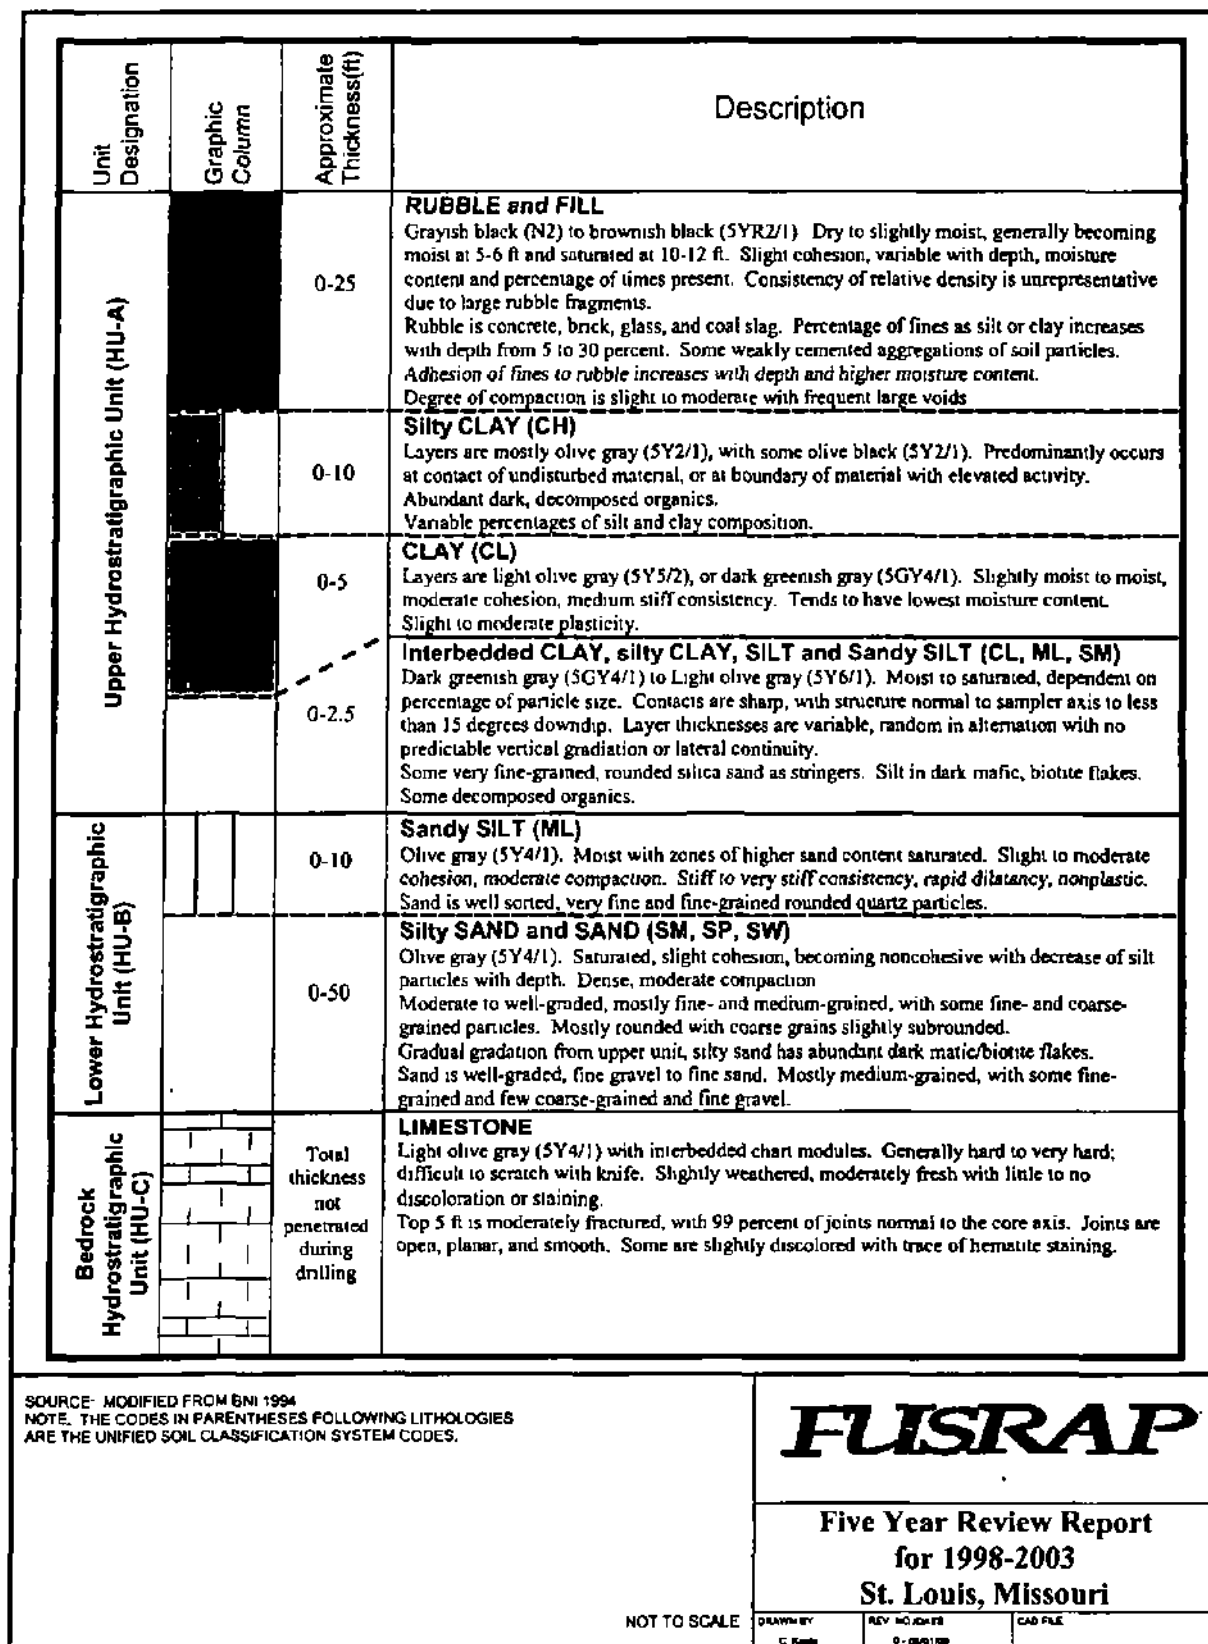 Unit
Designation
Graphic
Column
Approximate
Thickness(ft)
Description
Upper Hydrostratigraphic Unit (HU-A)
0-25
RUBBLE and FILL
Grayish black (N2) to brownish black (5YR2/1) Dry to slightly moist, generally becoming
moist at 5-6 ft and saturated at 10-12 ft. Slight cohesion, variable with depth, moisture
content and percentage of times present. Consistency of relative density is unrepresentative
due to large rubble fragments.
Rubble is concrete, brick, glass, and coal slag. Percentage of fines as silt or clay increases
with depth from 5 to 30 percent. Some weakly cemented aggregations of soil particles.
Adhesion of fines to rubble increases with depth and higher moisture content.
Degree of compaction is slight to moderate with frequent large voids
0-10
Silty CLAY (CH)
Layers are mostly olive gray (5Y2/1), with some olive black (5Y2/1). Predominantly occurs
at contact of undisturbed material, or at boundary of material with elevated activity.
Abundant dark, decomposed organics.
Variable percentages of silt and clay composition.
0-5
CLAY (CL)
Layers are light olive gray (5Y5/2), or dark greenish gray (5GY4/1). Slightly moist to moist,
moderate cohesion, medium stiff consistency. Tends to have lowest moisture content.
Slight to moderate plasticity.
0-2.5
Interbedded CLAY, silty CLAY, SILT and Sandy SILT (CL, ML, SM)
Dark greenish gray (5GY4/1) to Light olive gray (5Y6/1). Moist to saturated, dependent on
percentage of particle size. Contacts are sharp, with structure normal to sampler axis to less
than 15 degrees downdip. Layer thicknesses are variable, random in alternation with no
predictable vertical gradiation or lateral continuity.
Some very fine-grained, rounded silica sand as stringers. Silt in dark mafic, biotite flakes.
Some decomposed organics.
Lower Hydrostratigraphic
Unit (HU-B)
0-10
Sandy SILT (ML)
Olive gray (5Y4/1). Moist with zones of higher sand content saturated. Slight to moderate
cohesion, moderate compaction. Stiff to very stiff consistency, rapid dilatancy, nonplastic.
Sand is well sorted, very fine and fine-grained rounded quartz particles.
0-50
Silty SAND and SAND (SM, SP, SW)
Olive gray (5Y4/1). Saturated, slight cohesion, becoming noncohesive with decrease of silt
particles with depth. Dense, moderate compaction
Moderate to well-graded, mostly fine- and medium-grained, with some fine- and coarse-
grained particles. Mostly rounded with coarse grains slightly subrounded.
Gradual gradation from upper unit, silty sand has abundant dark matic/biotite flakes.
Sand is well-graded, fine gravel to fine sand. Mostly medium-grained, with some fine-
grained and few coarse-grained and fine gravel.
Bedrock
Hydrostratigraphic
Unit (HU-C)
Total
thickness
not
penetrated
during
drilling
LIMESTONE
Light olive gray (5Y4/1) with interbedded chart modules. Generally hard to very hard;
difficult to scratch with knife. Slightly weathered, moderately fresh with little to no
discoloration or staining.
Top 5 ft is moderately fractured, with 99 percent of joints normal to the core axis. Joints are
open, planar, and smooth. Some are slightly discolored with trace of hematite staining.
SOURCE: MODIFIED FROM BNI 1994
NOTE. THE CODES IN PARENTHESES FOLLOWING LITHOLOGIES
ARE THE UNIFIED SOIL CLASSIFICATION SYSTEM CODES.
FUSRAP
Five Year Review Report
for 1998-2003
St. Louis, Missouri
NOT TO SCALE
DRAWN BY
REV. NO./DATE
CAD FILE